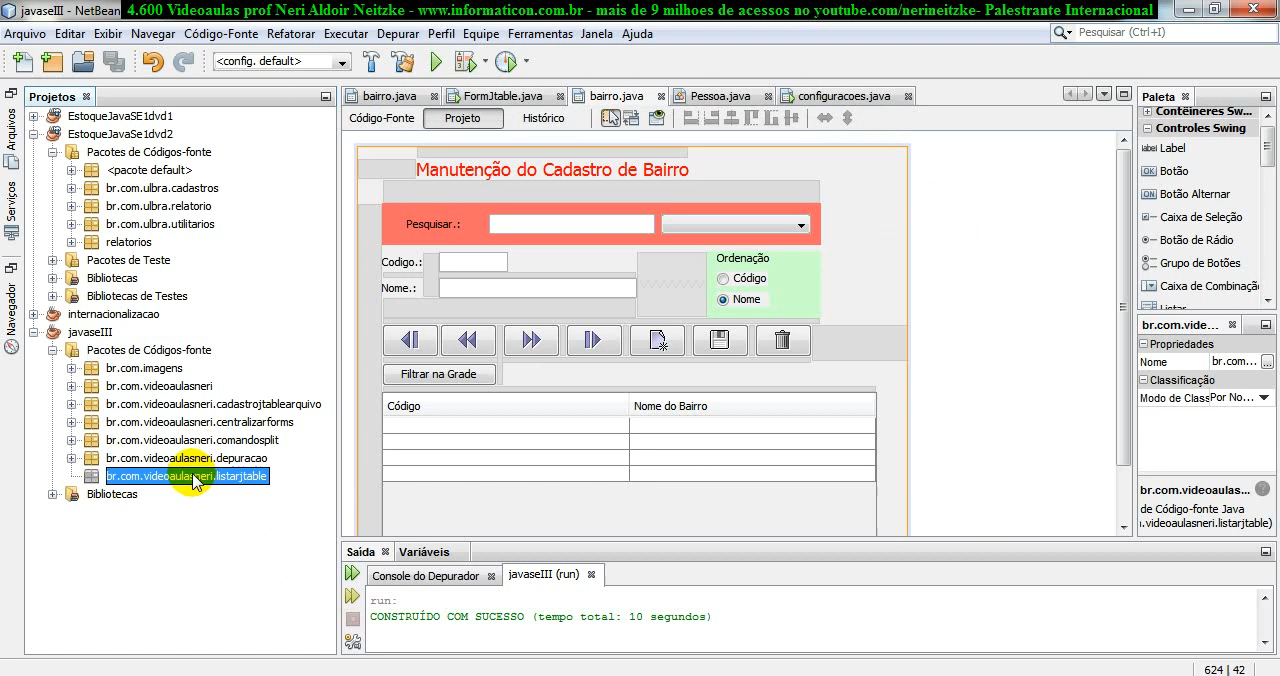 javaseIII - NetBean
4.600 Videoaulas prof Neri Aldoir Neitzke - www.informaticon.com.br - mais de 9 milhoes de acessos no youtube.com/nerineitzke- Palestrante Internacional
Arquivo Editar Exibir Navegar Código-Fonte Refatorar Executar Depurar Perfil Equipe Ferramentas Janela Ajuda
Pesquisar (Ctrl+I)
<config. default>
Projetos
bairro.java FormJtable.java bairro.java Pessoa.java configuracoes.java
Paleta
Código-Fonte Projeto Histórico
Arquivos
Serviços
Navegador
EstoqueJavaSE1dvd1
EstoqueJavaSe1dvd2
Pacotes de Códigos-fonte
<pacote default>
br.com.ulbra.cadastros
br.com.ulbra.relatorio
br.com.ulbra.utilitarios
relatorios
Pacotes de Teste
Bibliotecas
Bibliotecas de Testes
internacionalizacao
javaseIII
Pacotes de Códigos-fonte
br.com.imagens
br.com.videoaulasneri
br.com.videoaulasneri.cadastrojtablearquivo
br.com.videoaulasneri.centralizarforms
br.com.videoaulasneri.comandosplit
br.com.videoaulasneri.depuracao
br.com.videoaulasneri.listarjtable
Bibliotecas
Manutenção do Cadastro de Bairro
Pesquisar.:
Codigo.:
Nome.:
Ordenação
Código
Nome
Filtrar na Grade
Código Nome do Bairro
Contêineres Sw...
Controles Swing
Label
Botão
Botão Alternar
Caixa de Seleção
Botão de Rádio
Grupo de Botões
Caixa de Combinaçã
Listar
br.com.vide...
Propriedades
Nome br.com....
Classificação
Modo de Class Por No...
br.com.videoaulas...
de Código-fonte Java
.videoaulasneri.listarjtable)
Saída Variáveis
Console do Depurador javaseIII (run)
run:
CONSTRUÍDO COM SUCESSO (tempo total: 10 segundos)
624 | 42